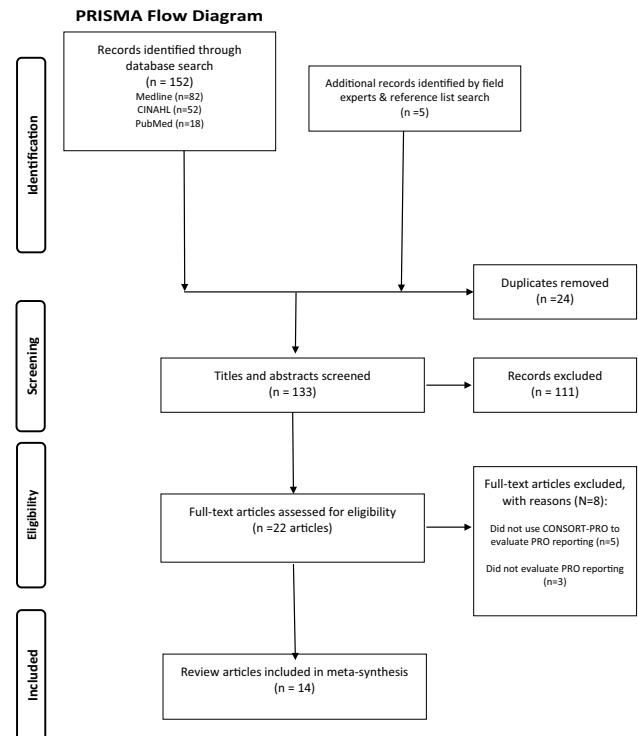 PRISMA Flow Diagram
Records identified through
database search
(n = 152)
Medline (n=82)
CINAHL (n=52)
PubMed (n=18)
Additional records identified by field
experts & reference list search
(n =5)
Identification
Duplicates removed
(n =24)
Screening
Titles and abstracts screened
(n = 133)
Records excluded
(n = 111)
Eligibility
Full-text articles assessed for eligibility
(n =22 articles)
Full-text articles excluded,
with reasons (N=8):
Did not use CONSORT-PRO to
evaluate PRO reporting (n=5)
Did not evaluate PRO reporting
(n=3)
Included
Review articles included in meta-synthesis
(n = 14)